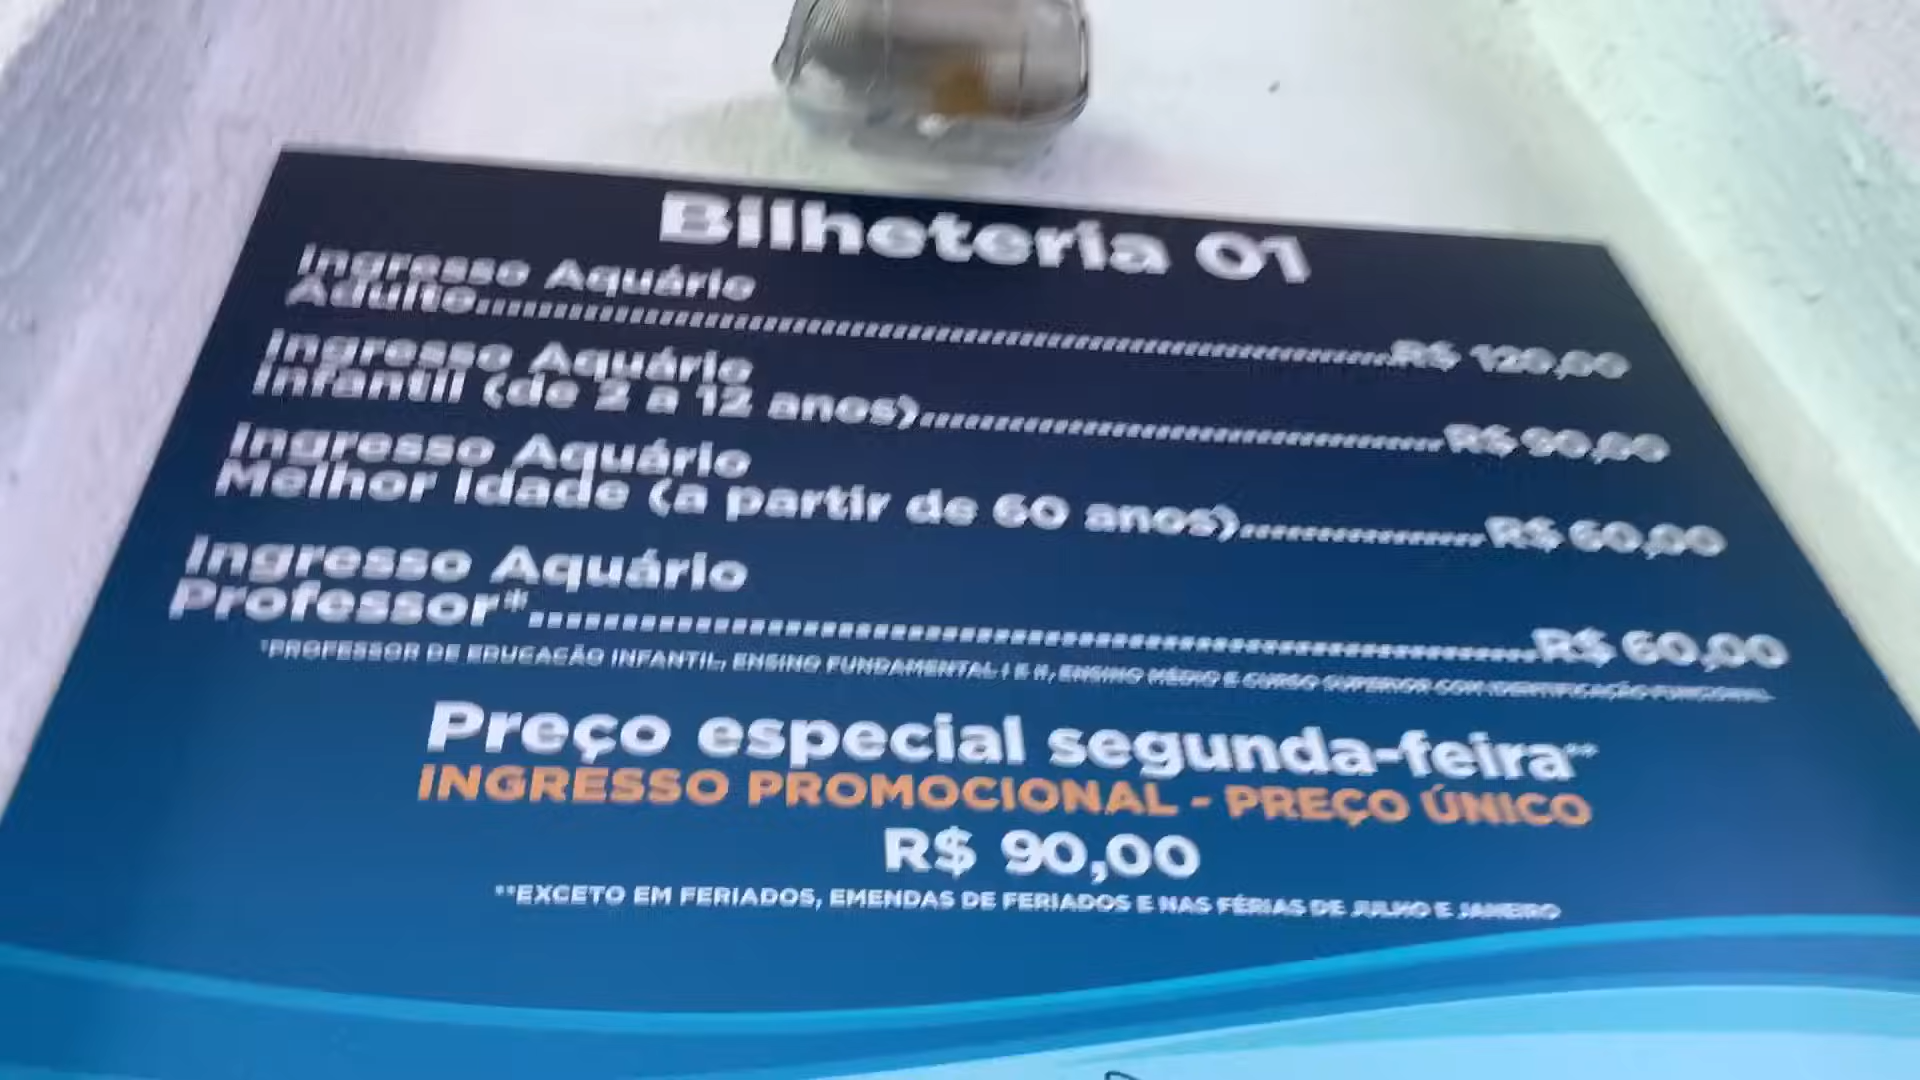 Bilheteria 01
Ingresso Aquário
Adulto..........R$ 120,00
Ingresso Aquário
Infantil (de 2 a 12 anos)..........R$ 90,00
Ingresso Aquário
Melhor Idade (a partir de 60 anos)..........R$ 60,00
Ingresso Aquário
Professor*..........R$ 60,00
*PROFESSOR DE EDUCAÇÃO INFANTIL, ENSINO FUNDAMENTAL I E II, ENSINO MÉDIO E CURSO SUPERIOR COM IDENTIFICAÇÃO FUNCIONAL
Preço especial segunda-feira**
INGRESSO PROMOCIONAL - PREÇO ÚNICO
R$ 90,00
**EXCETO EM FERIADOS, EMENDAS DE FERIADOS E NAS FÉRIAS DE JULHO E JANEIRO